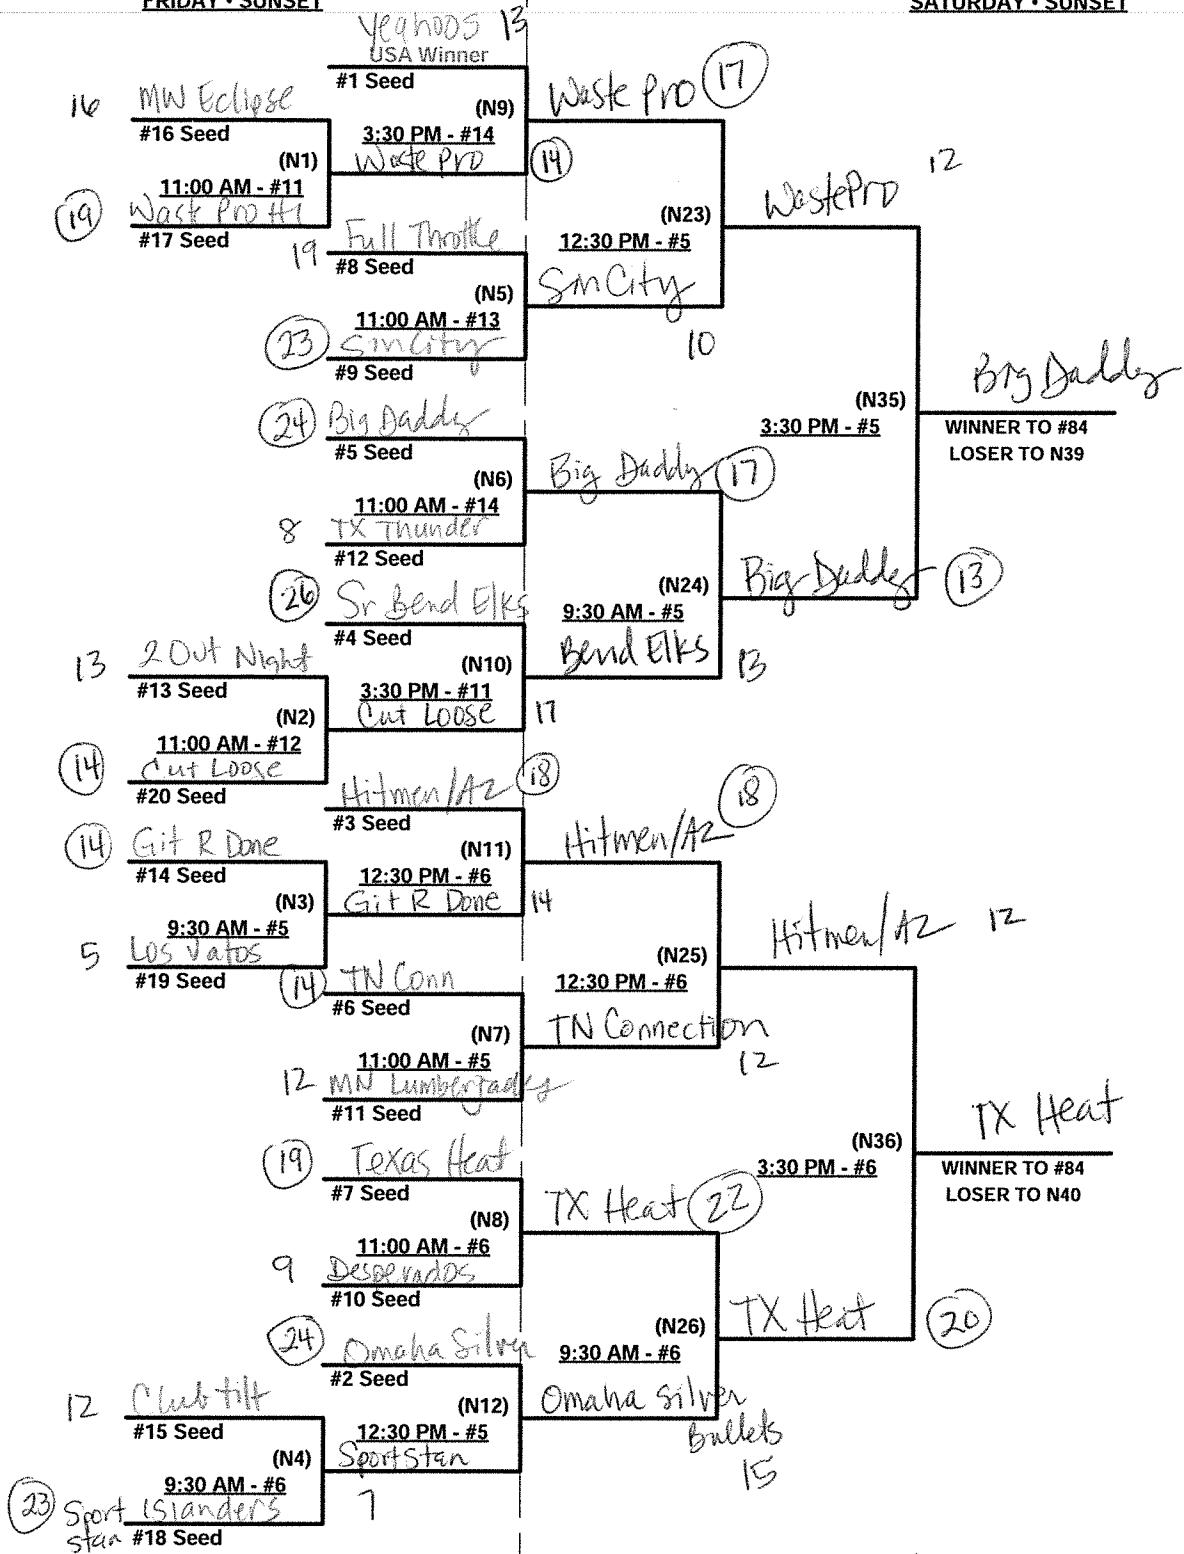 FRIDAY • SUNSET
SATURDAY • SUNSET
Yeahoos 13
USA Winner
#1 Seed
16 MW Eclipse
#16 Seed
(N9)
3:30 PM - #14
Waste Pro 17
(N1)
11:00 AM - #11
Waste Pro 14
19 Waste Pro
#17 Seed
WastePro 12
(N23)
12:30 PM - #5
19 Full Throttle
#8 Seed
(N5)
11:00 AM - #13
Sin City
10
23 Sin City
#9 Seed
Big Daddy
(N35)
3:30 PM - #5
WINNER TO #84
LOSER TO N39
24 Big Daddy
#5 Seed
(N6)
11:00 AM - #14
Big Daddy 17
8 TX Thunder
#12 Seed
(N24)
9:30 AM - #5
Big Daddy 13
26 Sr Bend Elks
#4 Seed
Bend Elks 13
13 2 Out Night
#13 Seed
(N10)
3:30 PM - #11
(N2)
11:00 AM - #12
Cut Loose 17
14 Cut Loose
#20 Seed
Hitmen/AZ 18
#3 Seed
14 Git R Done
#14 Seed
(N11)
12:30 PM - #6
Hitmen/AZ 18
(N3)
9:30 AM - #5
Git R Done 14
5 Los Vatos
#19 Seed
Hitmen/AZ 12
(N25)
12:30 PM - #6
14 TN Conn
#6 Seed
(N7)
11:00 AM - #5
TN Connection
12
12 MN Lumberjacks
#11 Seed
TX Heat
(N36)
3:30 PM - #6
WINNER TO #84
LOSER TO N40
19 Texas Heat
#7 Seed
(N8)
11:00 AM - #6
TX Heat 22
9 Desperados
#10 Seed
(N26)
9:30 AM - #6
TX Heat 20
24 Omaha Silver
#2 Seed
Omaha Silver
Bullets
15
12 Club tilt
#15 Seed
(N12)
12:30 PM - #5
(N4)
9:30 AM - #6
Sportstan
7
23 Sport Islanders
stan #18 Seed